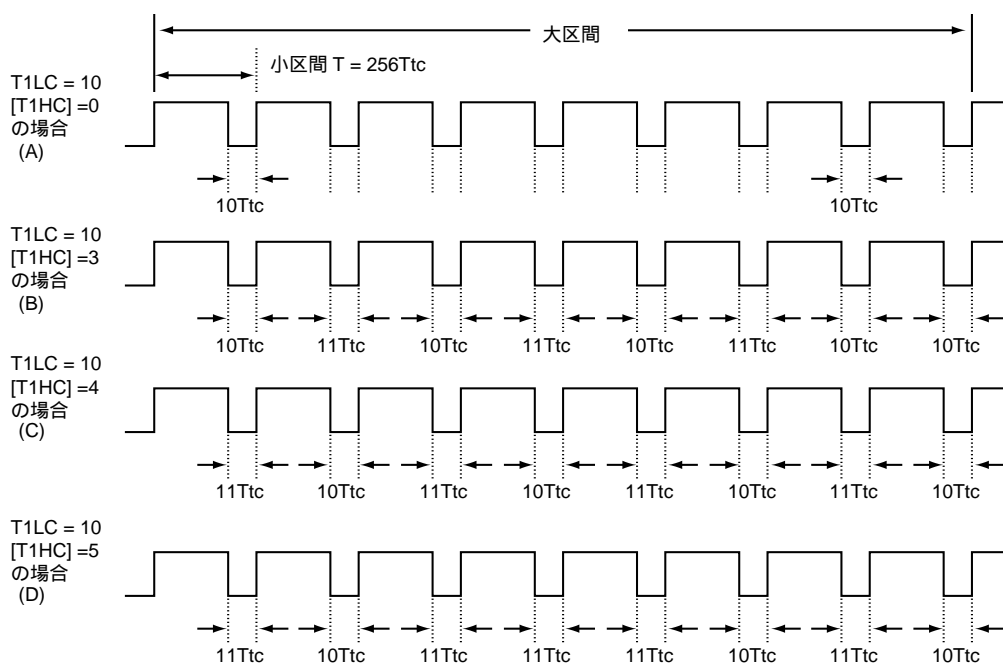 大区間
小区間 T = 256Ttc
T1LC = 10
[T1HC] =0
の場合
(A)
10Ttc 10Ttc
T1LC = 10
[T1HC] =3
の場合
(B)
10Ttc 11Ttc 10Ttc 11Ttc 10Ttc 11Ttc 10Ttc 10Ttc
T1LC = 10
[T1HC] =4
の場合
(C)
11Ttc 10Ttc 11Ttc 10Ttc 11Ttc 10Ttc 11Ttc 10Ttc
T1LC = 10
[T1HC] =5
の場合
(D)
11Ttc 10Ttc 11Ttc 11Ttc 11Ttc 10Ttc 11Ttc 10Ttc